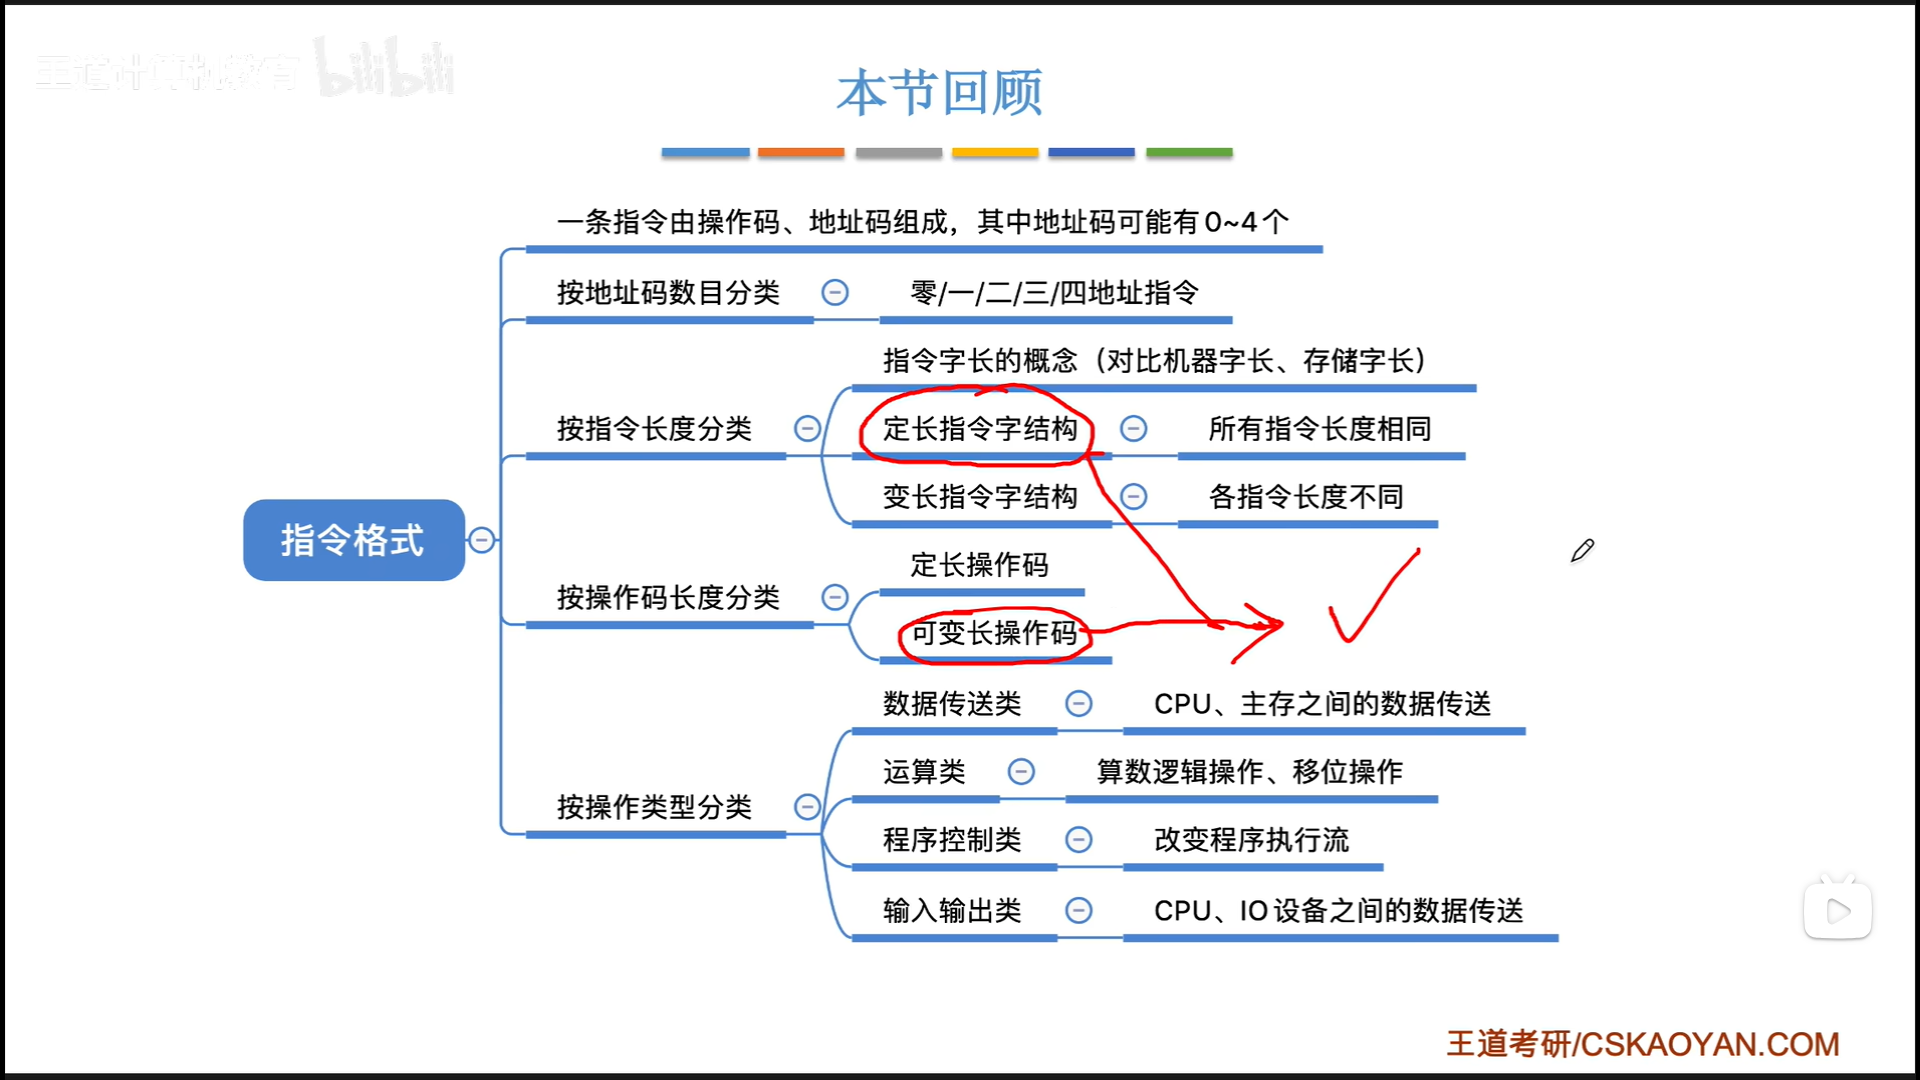 王道计算机教育 bilibili
本节回顾
一条指令由操作码、地址码组成，其中地址码可能有0~4个
按地址码数目分类
零/一/二/三/四地址指令
指令字长的概念（对比机器字长、存储字长）
按指令长度分类
定长指令字结构
所有指令长度相同
变长指令字结构
各指令长度不同
指令格式
定长操作码
按操作码长度分类
可变长操作码
数据传送类
CPU、主存之间的数据传送
运算类
算数逻辑操作、移位操作
按操作类型分类
程序控制类
改变程序执行流
输入输出类
CPU、IO设备之间的数据传送
王道考研/CSKAOYAN.COM